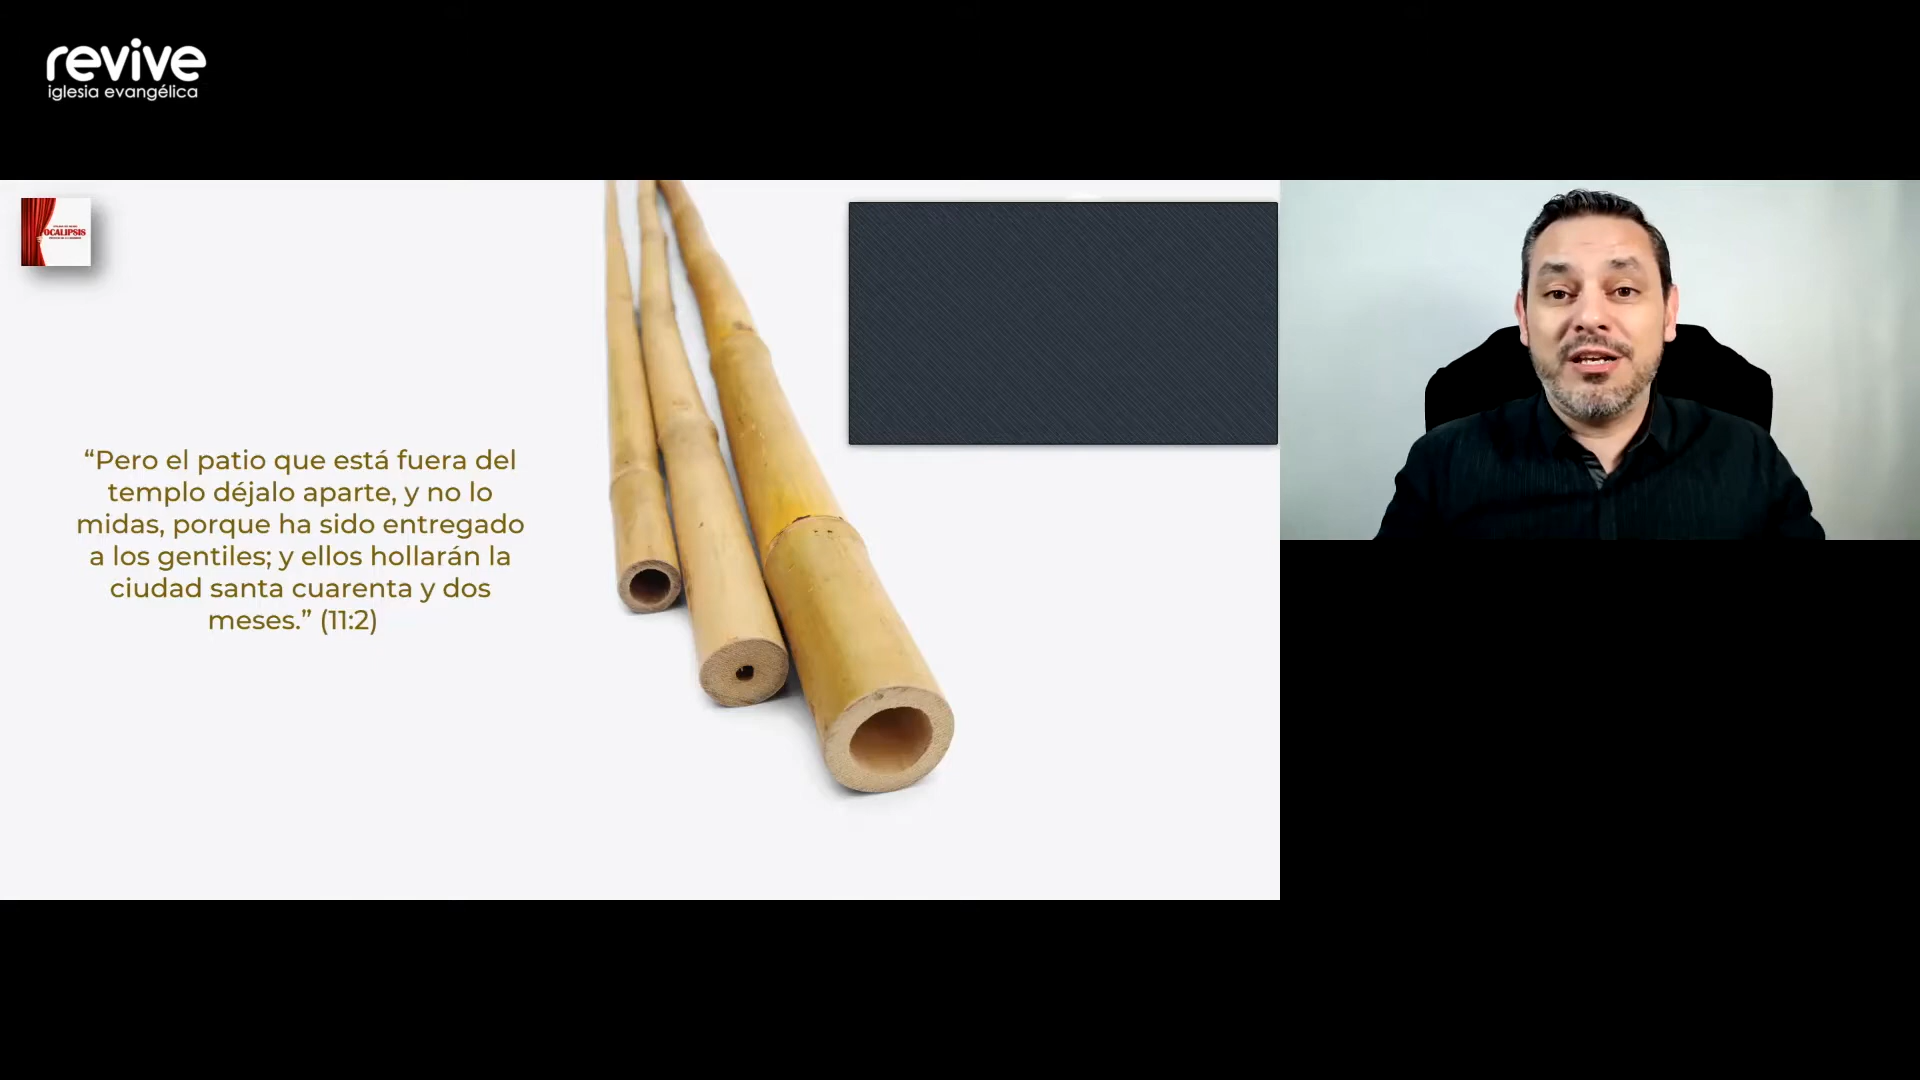 revive
iglesia evangélica
OCALIPSIS
“Pero el patio que está fuera del
templo déjalo aparte, y no lo
midas, porque ha sido entregado
a los gentiles; y ellos hollarán la
ciudad santa cuarenta y dos
meses.” (11:2)